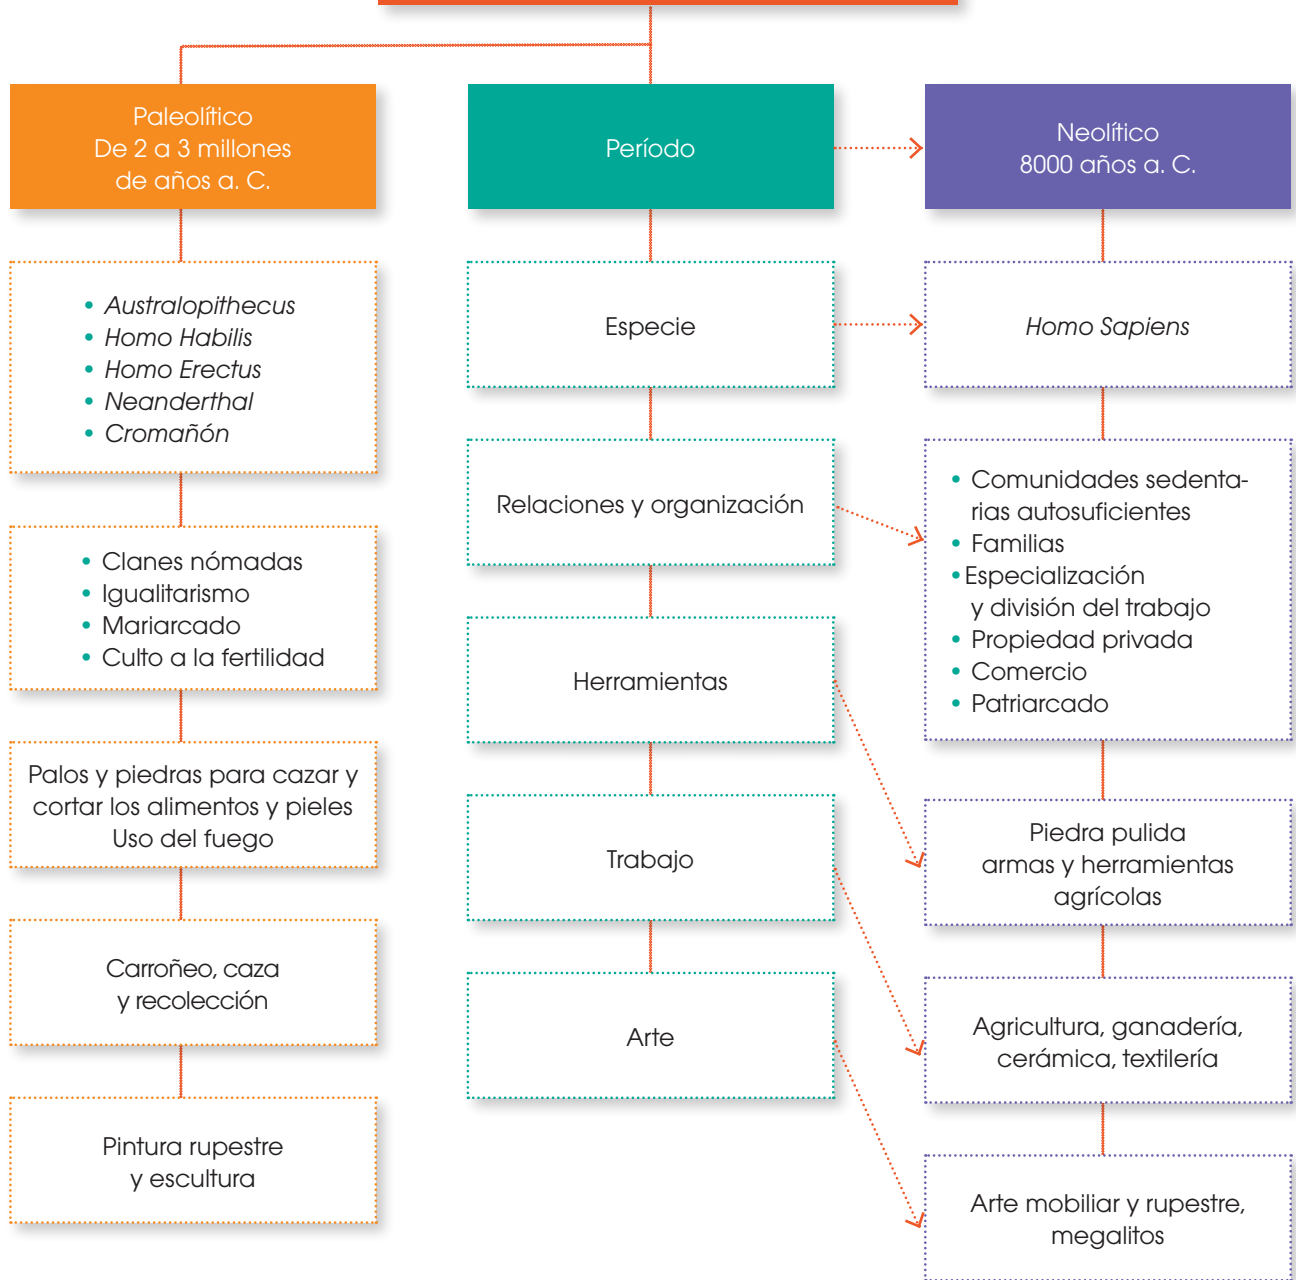 Paleolítico
De 2 a 3 millones
de años a. C.
Período
Neolítico
8000 años a. C.
• Australopithecus
• Homo Habilis
• Homo Erectus
• Neanderthal
• Cromañón
Especie
Homo Sapiens
• Clanes nómadas
• Igualitarismo
• Mariarcado
• Culto a la fertilidad
Relaciones y organización
• Comunidades sedenta-
rias autosuficientes
• Familias
• Especialización
y división del trabajo
• Propiedad privada
• Comercio
• Patriarcado
Palos y piedras para cazar y
cortar los alimentos y pieles
Uso del fuego
Herramientas
Piedra pulida
armas y herramientas
agrícolas
Carroñeo, caza
y recolección
Trabajo
Agricultura, ganadería,
cerámica, textilería
Pintura rupestre
y escultura
Arte
Arte mobiliar y rupestre,
megalitos